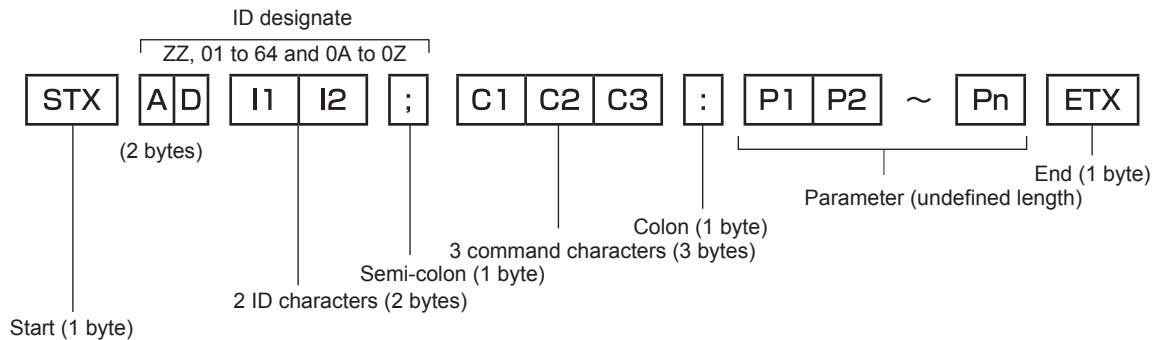 ID designate
ZZ, 01 to 64 and 0A to 0Z
STX A D I1 I2 ; C1 C2 C3 : P1 P2 ~ Pn ETX
(2 bytes)
End (1 byte)
Parameter (undefined length)
Colon (1 byte)
3 command characters (3 bytes)
Semi-colon (1 byte)
2 ID characters (2 bytes)
Start (1 byte)